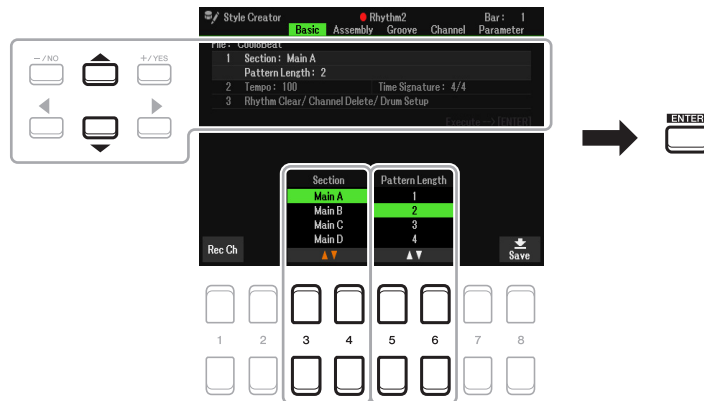 Style Creator Rhythm2 Bar: 1
Basic Assembly Groove Channel Parameter
File: CooloBeat
1 Section: Main A
Pattern Length: 2
2 Tempo: 100 Time Signature: 4/4
3 Rhythm Clear/ Channel Delete/ Drum Setup
Execute-->[ENTER]
-/NO +/YES
ENTER
Section Pattern Length
Main A 1
Main B 2
Main C 3
Main D 4
Rec Ch Save
1 2 3 4 5 6 7 8